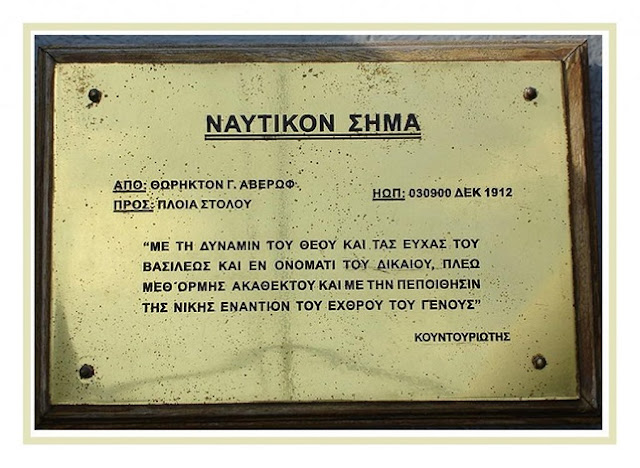 ΝΑΥΤΙΚΟΝ ΣΗΜΑ
ΑΠΟ: ΘΩΡΗΚΤΟΝ Γ. ΑΒΕΡΩΦ.
ΠΡΟΣ: ΠΛΟΙΑ ΣΤΟΛΟΥ
ΗΩΠ: 030900 ΔΕΚ 1912
“ΜΕ ΤΗ ΔΥΝΑΜΙΝ ΤΟΥ ΘΕΟΥ ΚΑΙ ΤΑΣ ΕΥΧΑΣ ΤΟΥ
ΒΑΣΙΛΕΩΣ ΚΑΙ ΕΝ ΟΝΟΜΑΤΙ ΤΟΥ ΔΙΚΑΙΟΥ, ΠΛΕΩ
ΜΕΘ΄ΟΡΜΗΣ ΑΚΑΘΕΚΤΟΥ ΚΑΙ ΜΕ ΤΗΝ ΠΕΠΟΙΘΗΣΙΝ
ΤΗΣ ΝΙΚΗΣ ΕΝΑΝΤΙΟΝ ΤΟΥ ΕΧΘΡΟΥ ΤΟΥ ΓΕΝΟΥΣ”
ΚΟΥΝΤΟΥΡΙΩΤΗΣ